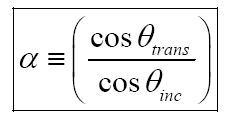 α ≡ (cos θ_trans / cos θ_inc)